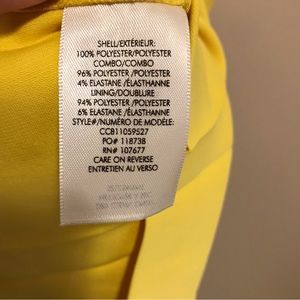 SHELL/EXTÉRIEUR:
100% POLYESTER/POLYESTER
COMBO/COMBO
96% POLYESTER/POLYESTER
4% ELASTANE /ÉLASTHANNE
LINING/DOUBLURE
94% POLYESTER/POLYESTER
6% ELASTANE /ÉLASTHANNE
STYLE#/NUMÉRO DE MODÈLE:
CCB11059527
PO# 118738
RN# 107677
CARE ON REVERSE
ENTRETIEN AU VERSO